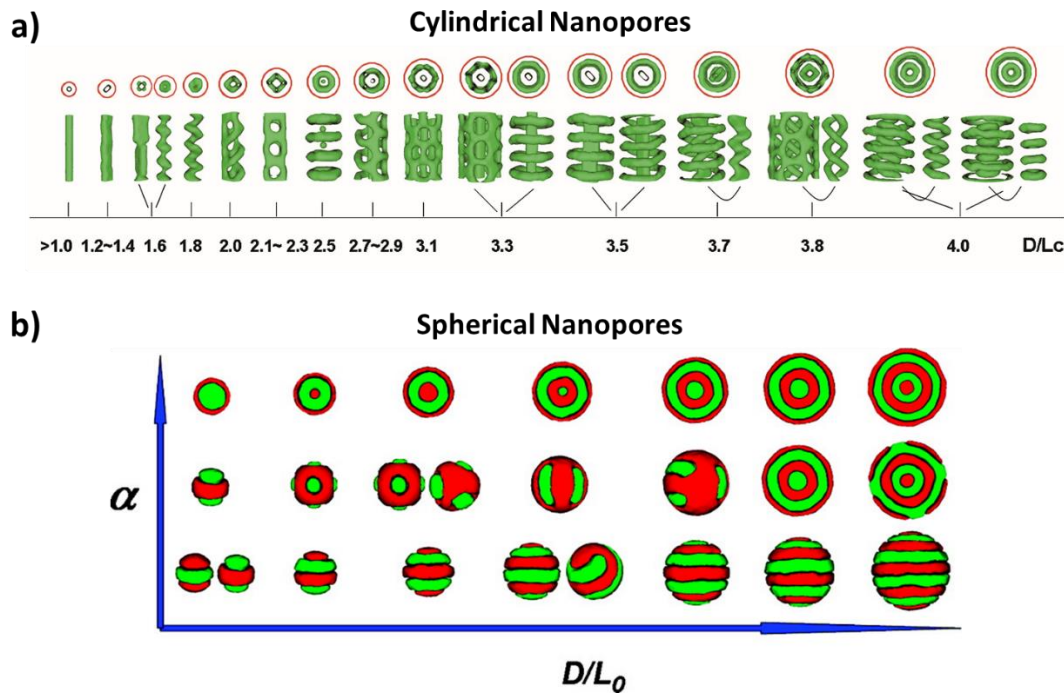 a)
Cylindrical Nanopores
>1.0 1.2~1.4 1.6 1.8 2.0 2.1~ 2.3 2.5 2.7~2.9 3.1 3.3 3.5 3.7 3.8 4.0 D/Lc
b)
Spherical Nanopores
α
D/L₀